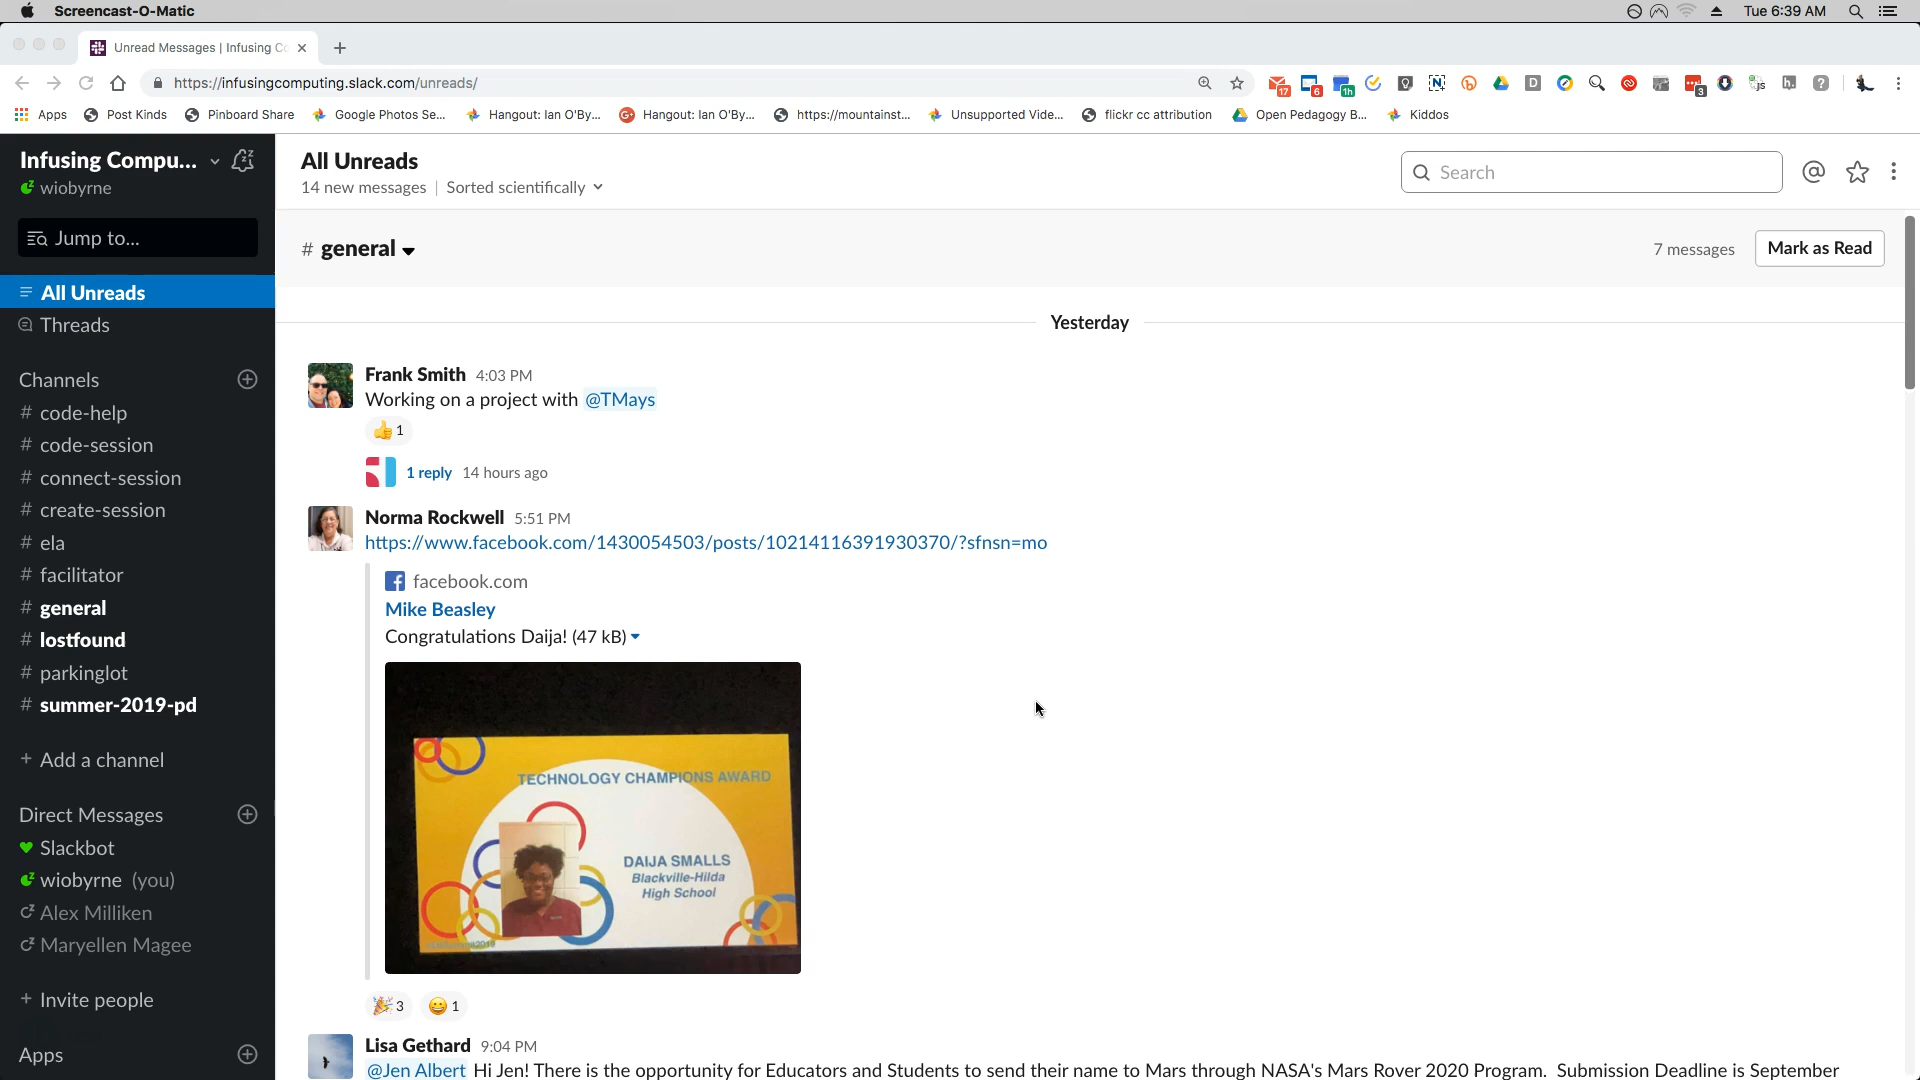 Screencast-O-Matic
Tue 6:39 AM
Unread Messages | Infusing Co
https://infusingcomputing.slack.com/unreads/
17
6
1h
3
Apps
Post Kinds
Pinboard Share
Google Photos Se...
Hangout: Ian O'By...
Hangout: Ian O'By...
https://mountainst...
Unsupported Vide...
flickr cc attribution
Open Pedagogy B...
Kiddos
Infusing Compu...
wiobyrne
Jump to...
All Unreads
Threads
Channels
# code-help
# code-session
# connect-session
# create-session
# ela
# facilitator
# general
# lostfound
# parkinglot
# summer-2019-pd
+ Add a channel
Direct Messages
Slackbot
wiobyrne (you)
Alex Milliken
Maryellen Magee
+ Invite people
Apps
All Unreads
14 new messages | Sorted scientifically
Search
# general
7 messages
Mark as Read
Yesterday
Frank Smith 4:03 PM
Working on a project with @TMays
1
1 reply 14 hours ago
Norma Rockwell 5:51 PM
https://www.facebook.com/1430054503/posts/10214116391930370/?sfnsn=mo
facebook.com
Mike Beasley
Congratulations Daija! (47 kB)
TECHNOLOGY CHAMPIONS AWARD
DAIJA SMALLS
Blackville-Hilda
High School
3
1
Lisa Gethard 9:04 PM
@Jen Albert Hi Jen! There is the opportunity for Educators and Students to send their name to Mars through NASA's Mars Rover 2020 Program. Submission Deadline is September